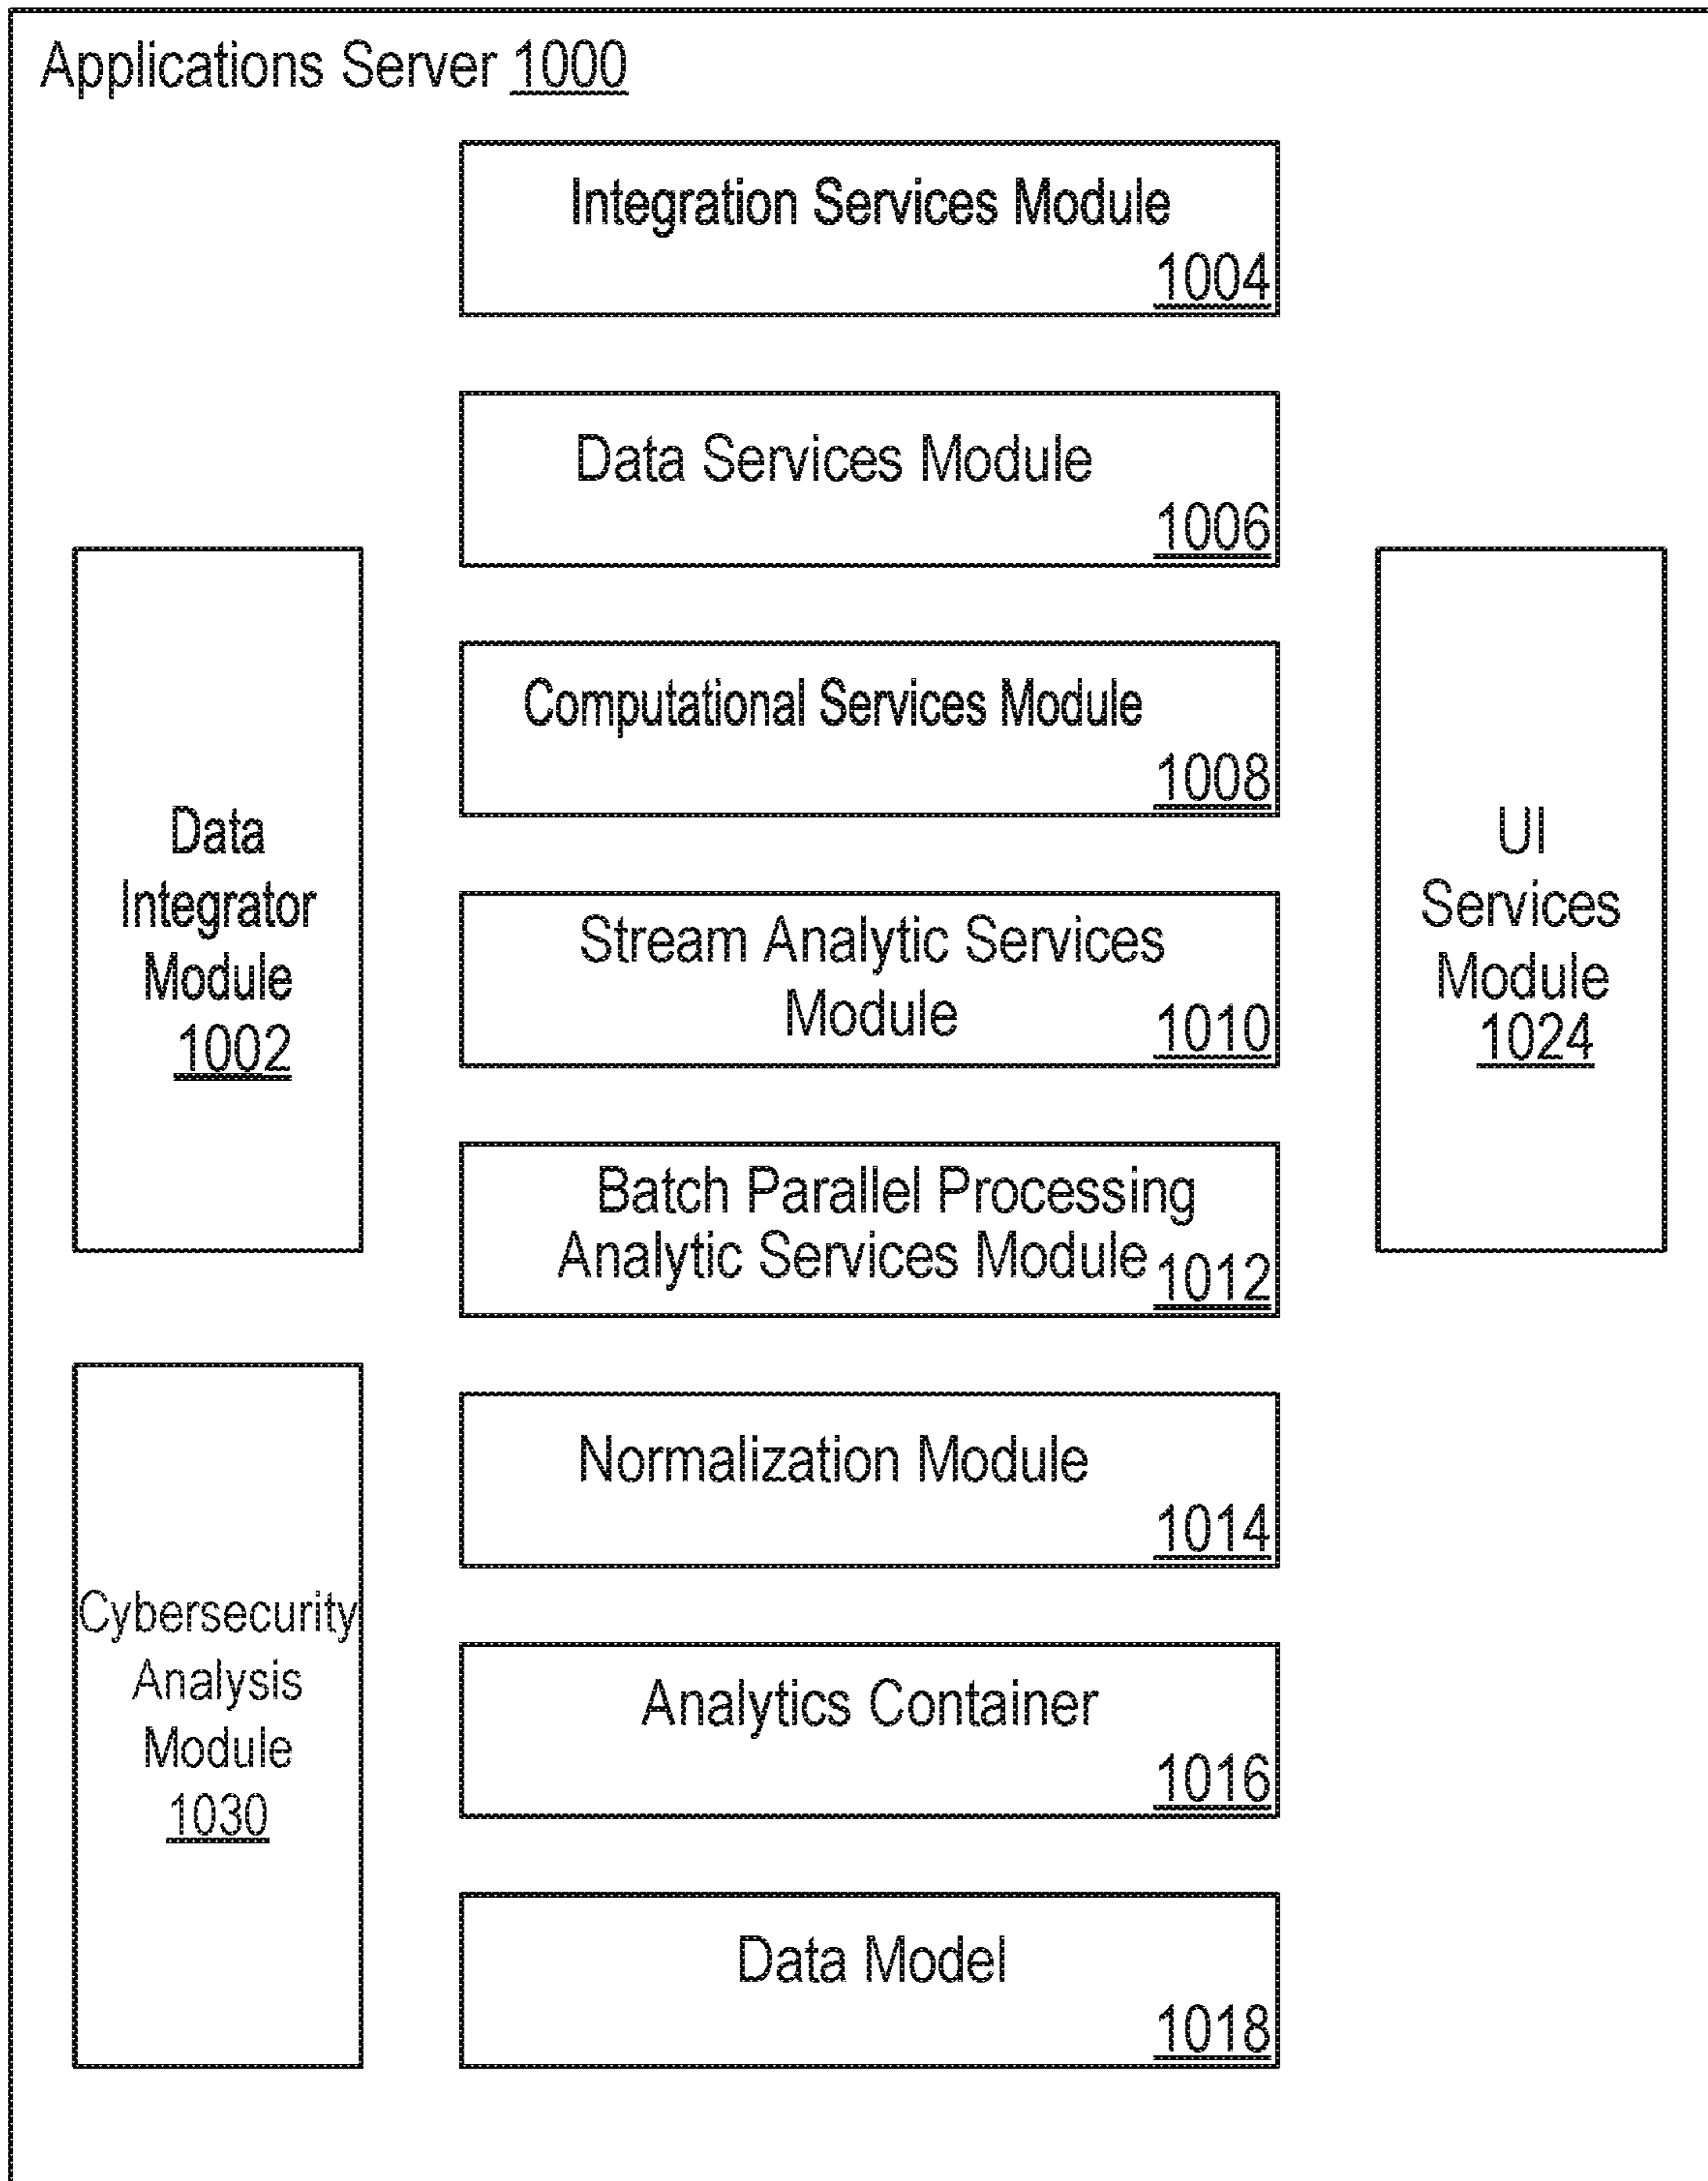 Applications Server 1000
Integration Services Module
1004
Data Services Module
1006
Computational Services Module
1008
Stream Analytic Services
Module 1010
Batch Parallel Processing
Analytic Services Module 1012
Normalization Module
1014
Analytics Container
1016
Data Model
1018
Data
Integrator
Module
1002
Cybersecurity
Analysis
Module
1030
UI
Services
Module
1024